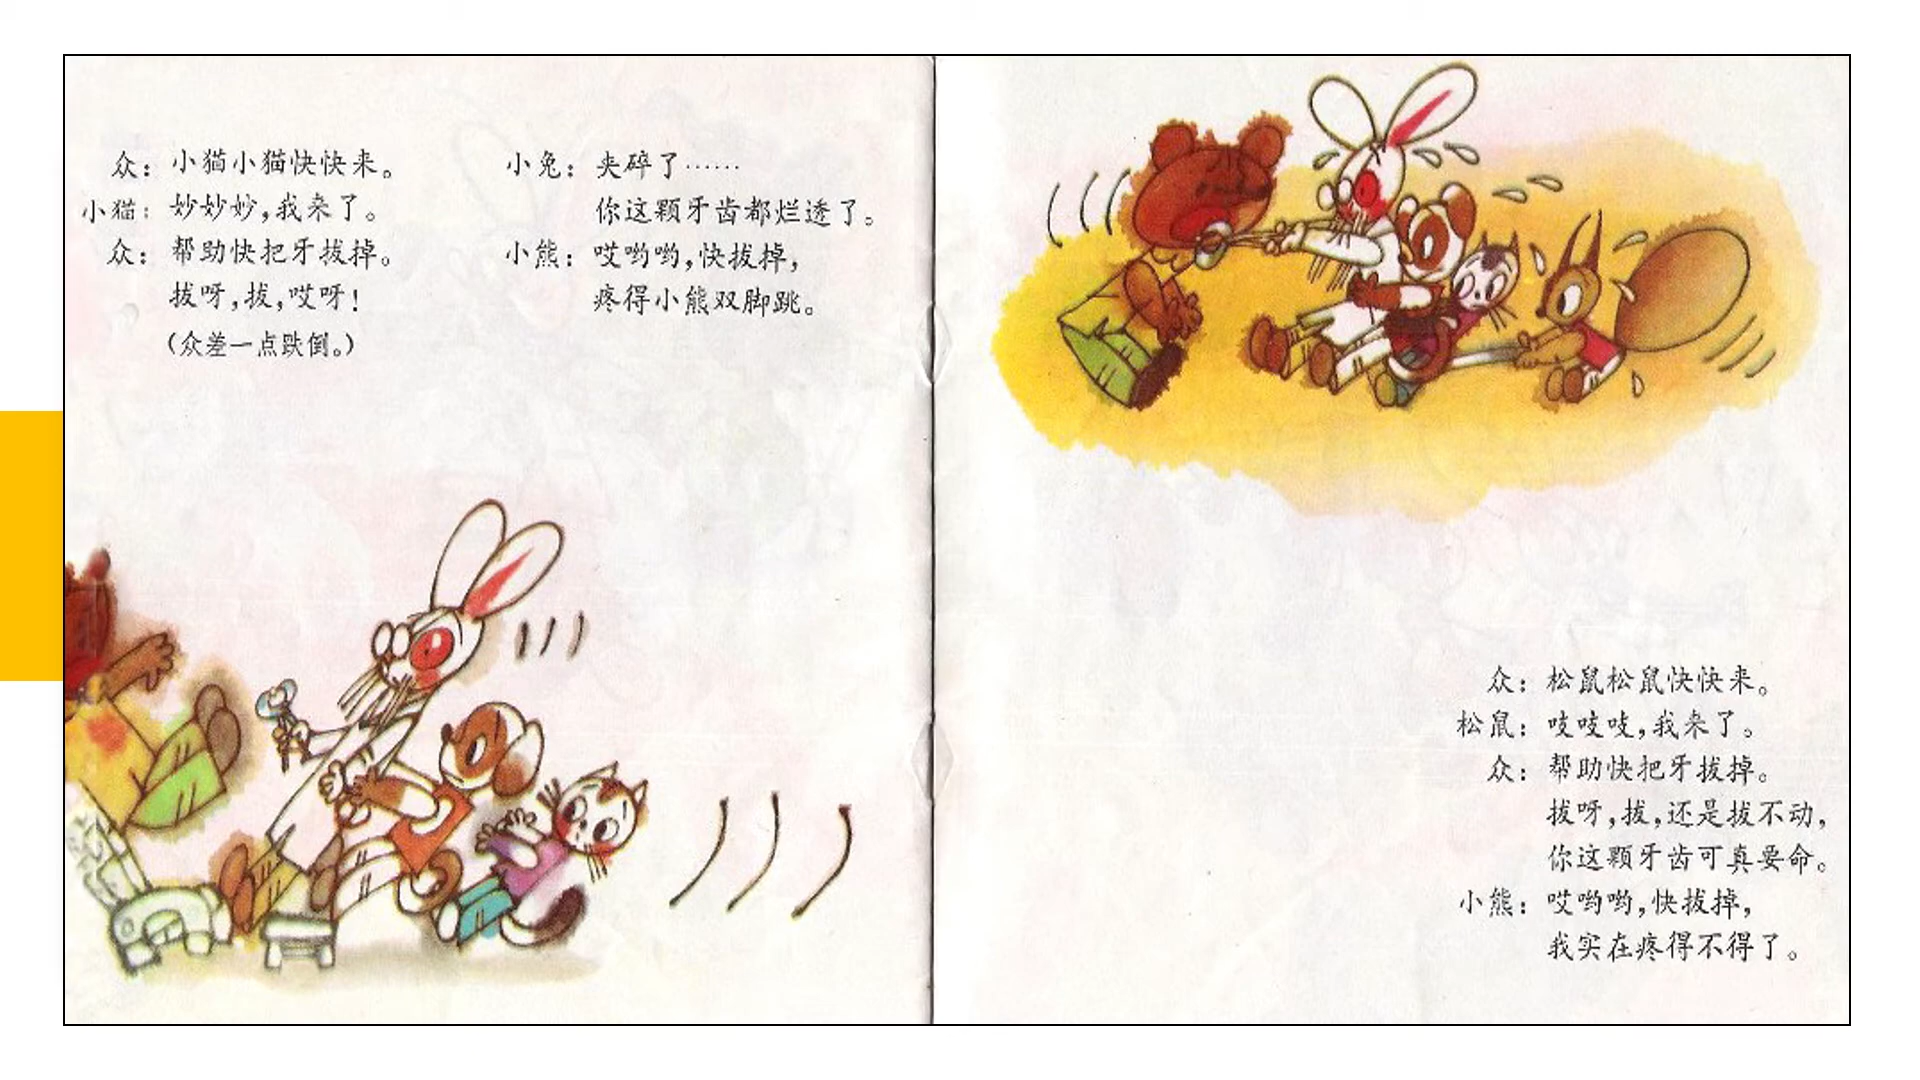 众：小猫小猫快快来。
小猫：妙妙妙，我来了。
众：帮助快把牙拔掉。
拔呀，拔，哎呀！
（众差一点跌倒。）
小兔：夹碎了……
你这颗牙齿都烂透了。
小熊：哎哟哟，快拔掉，
疼得小熊双脚跳。
众：松鼠松鼠快快来。
松鼠：吱吱吱，我来了。
众：帮助快把牙拔掉。
拔呀，拔，还是拔不动，
你这颗牙齿可真要命。
小熊：哎哟哟，快拔掉，
我实在疼得不得了。